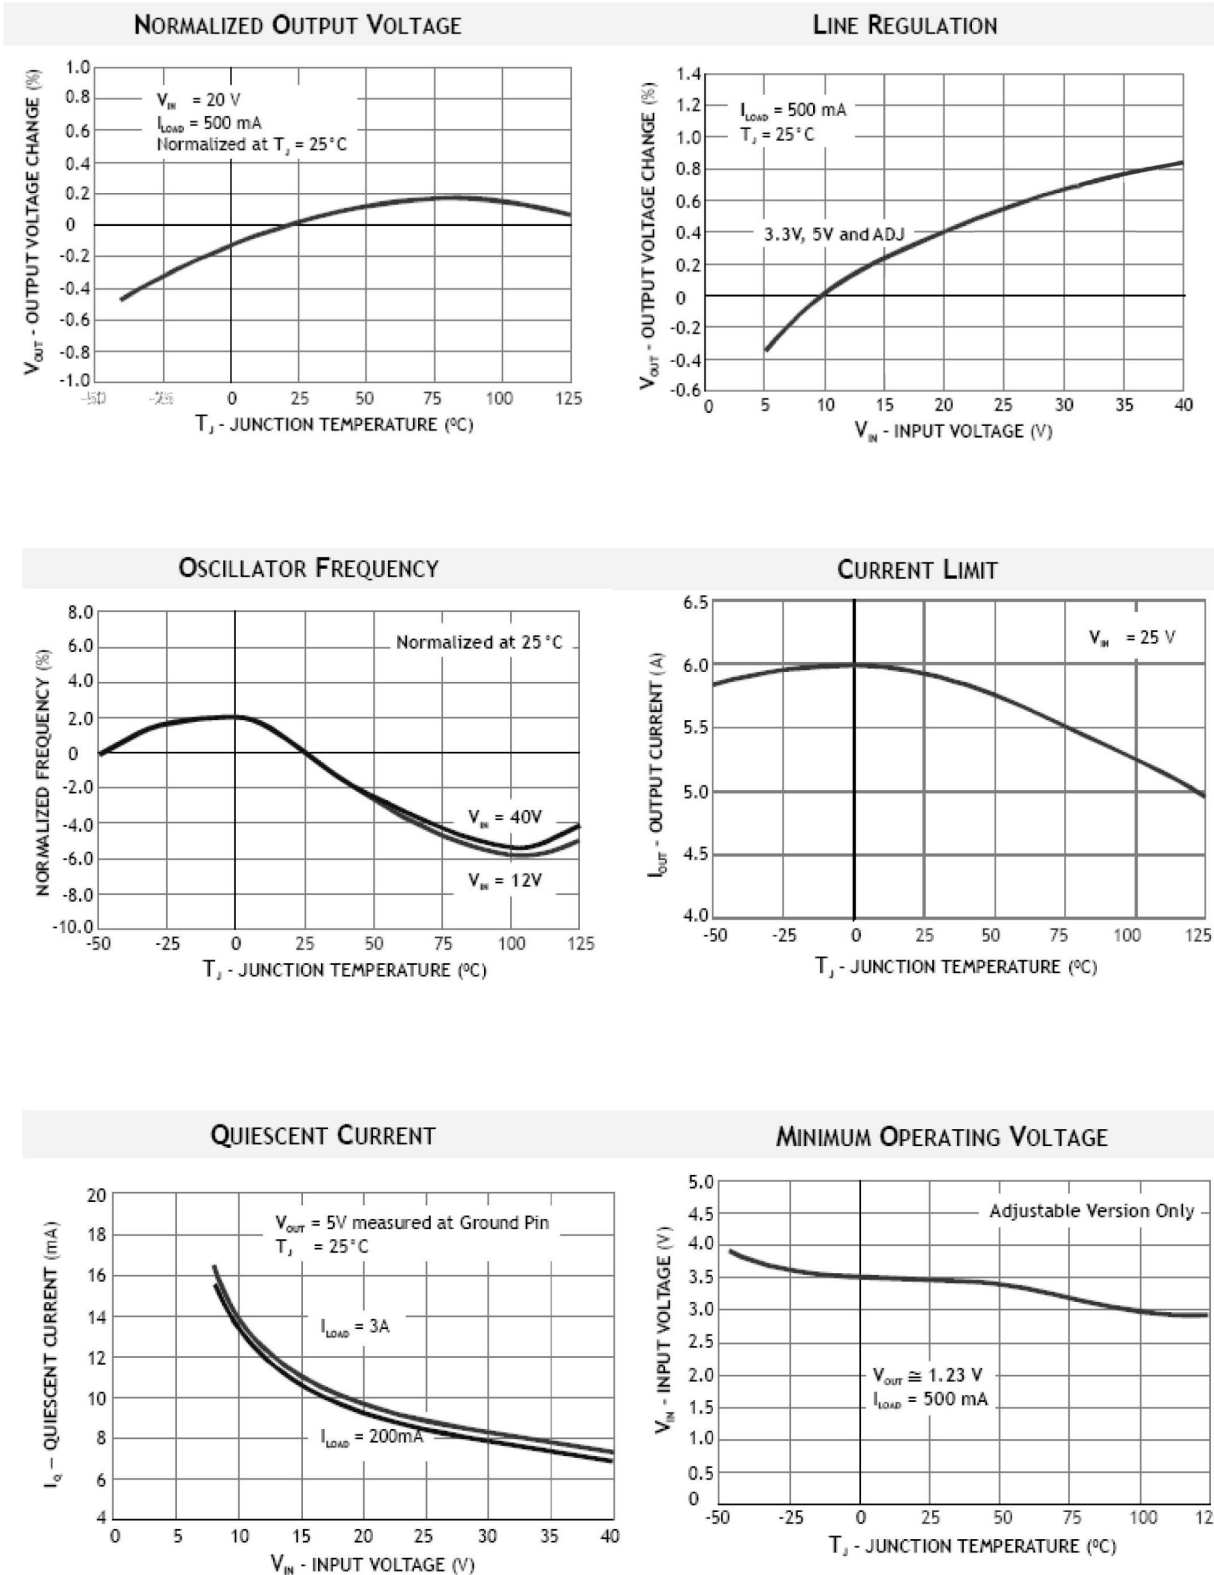 NORMALIZED OUTPUT VOLTAGE
VOUT - OUTPUT VOLTAGE CHANGE (%)
1.0
0.8
0.6
0.4
0.2
0
-0.2
-0.4
-0.6
-0.8
-1.0
VIN = 20 V
ILOAD = 500 mA
Normalized at TJ = 25°C
-50 -25 0 25 50 75 100 125
TJ - JUNCTION TEMPERATURE (ºC)
LINE REGULATION
VOUT - OUTPUT VOLTAGE CHANGE (%)
1.4
1.2
1.0
0.8
0.6
0.4
0.2
0
-0.2
-0.4
-0.6
ILOAD = 500 mA
TJ = 25°C
3.3V, 5V and ADJ
0 5 10 15 20 25 30 35 40
VIN - INPUT VOLTAGE (V)
OSCILLATOR FREQUENCY
NORMALIZED FREQUENCY (%)
8.0
6.0
4.0
2.0
0
-2.0
-4.0
-6.0
-8.0
-10.0
Normalized at 25°C
VIN = 40V
VIN = 12V
-50 -25 0 25 50 75 100 125
TJ - JUNCTION TEMPERATURE (ºC)
CURRENT LIMIT
IOUT - OUTPUT CURRENT (A)
6.5
6.0
5.5
5.0
4.5
4.0
VIN = 25 V
-50 -25 0 25 50 75 100 125
TJ - JUNCTION TEMPERATURE (ºC)
QUIESCENT CURRENT
IQ – QUIESCENT CURRENT (mA)
20
18
16
14
12
10
8
6
4
VOUT = 5V measured at Ground Pin
TJ = 25°C
ILOAD = 3A
ILOAD = 200mA
0 5 10 15 20 25 30 35 40
VIN - INPUT VOLTAGE (V)
MINIMUM OPERATING VOLTAGE
VIN - INPUT VOLTAGE (V)
5.0
4.5
4.0
3.5
3.0
2.5
2.0
1.5
1.0
0.5
0
Adjustable Version Only
VOUT ≅ 1.23 V
ILOAD = 500 mA
-50 -25 0 25 50 75 100 12
TJ - JUNCTION TEMPERATURE (ºC)